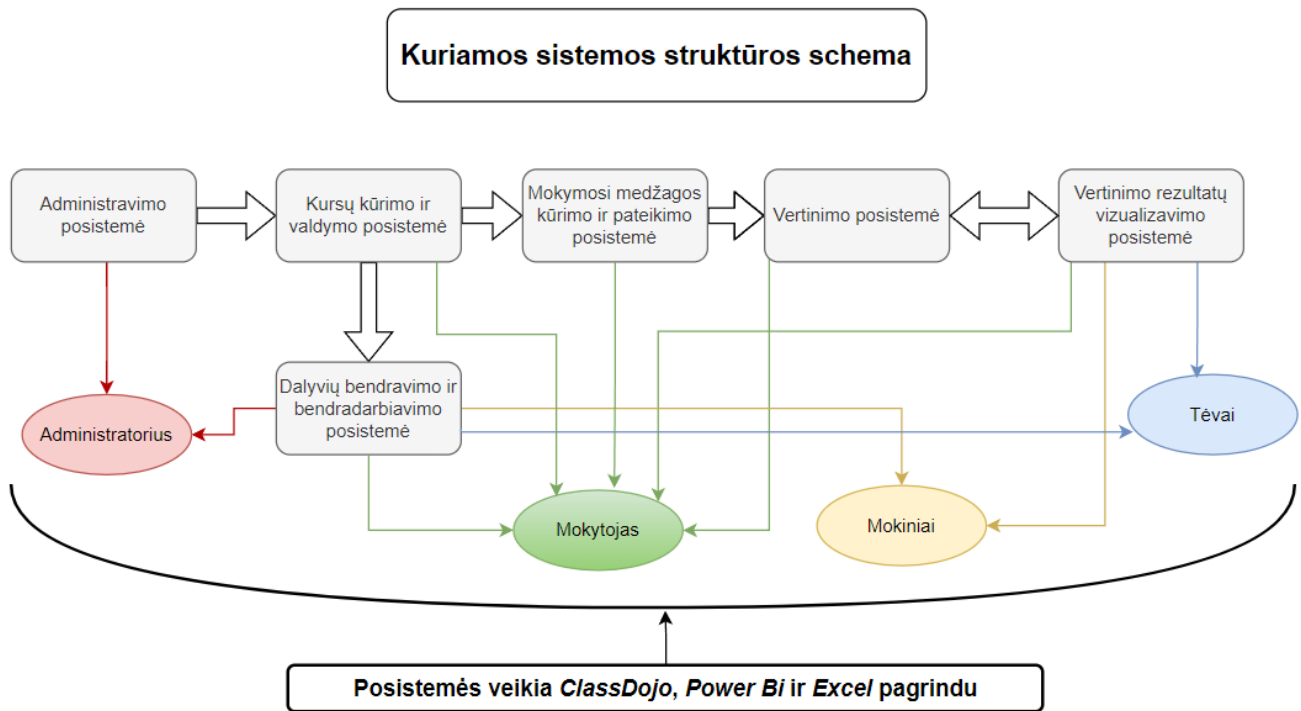 Kuriamos sistemos struktūros schema
Administravimo
posistemė
Kursų kūrimo ir
valdymo posistemė
Mokymosi medžagos
kūrimo ir pateikimo
posistemė
Vertinimo posistemė
Vertinimo rezultatų
vizualizavimo
posistemė
Dalyvių bendravimo ir
bendradarbiavimo
posistemė
Administratorius
Tėvai
Mokytojas
Mokiniai
Posistemės veikia ClassDojo, Power Bi ir Excel pagrindu